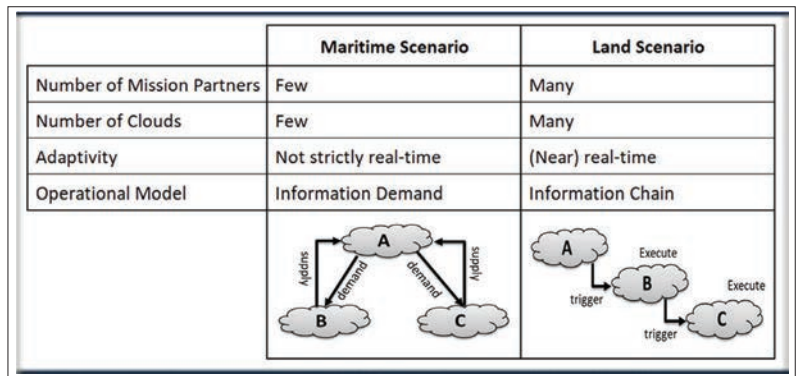 Maritime Scenario Land Scenario
Number of Mission Partners Few Many
Number of Clouds Few Many
Adaptivity Not strictly real-time (Near) real-time
Operational Model Information Demand Information Chain
A
supply
demand
demand
supply
B
C
A
Execute
B
trigger
Execute
C
trigger